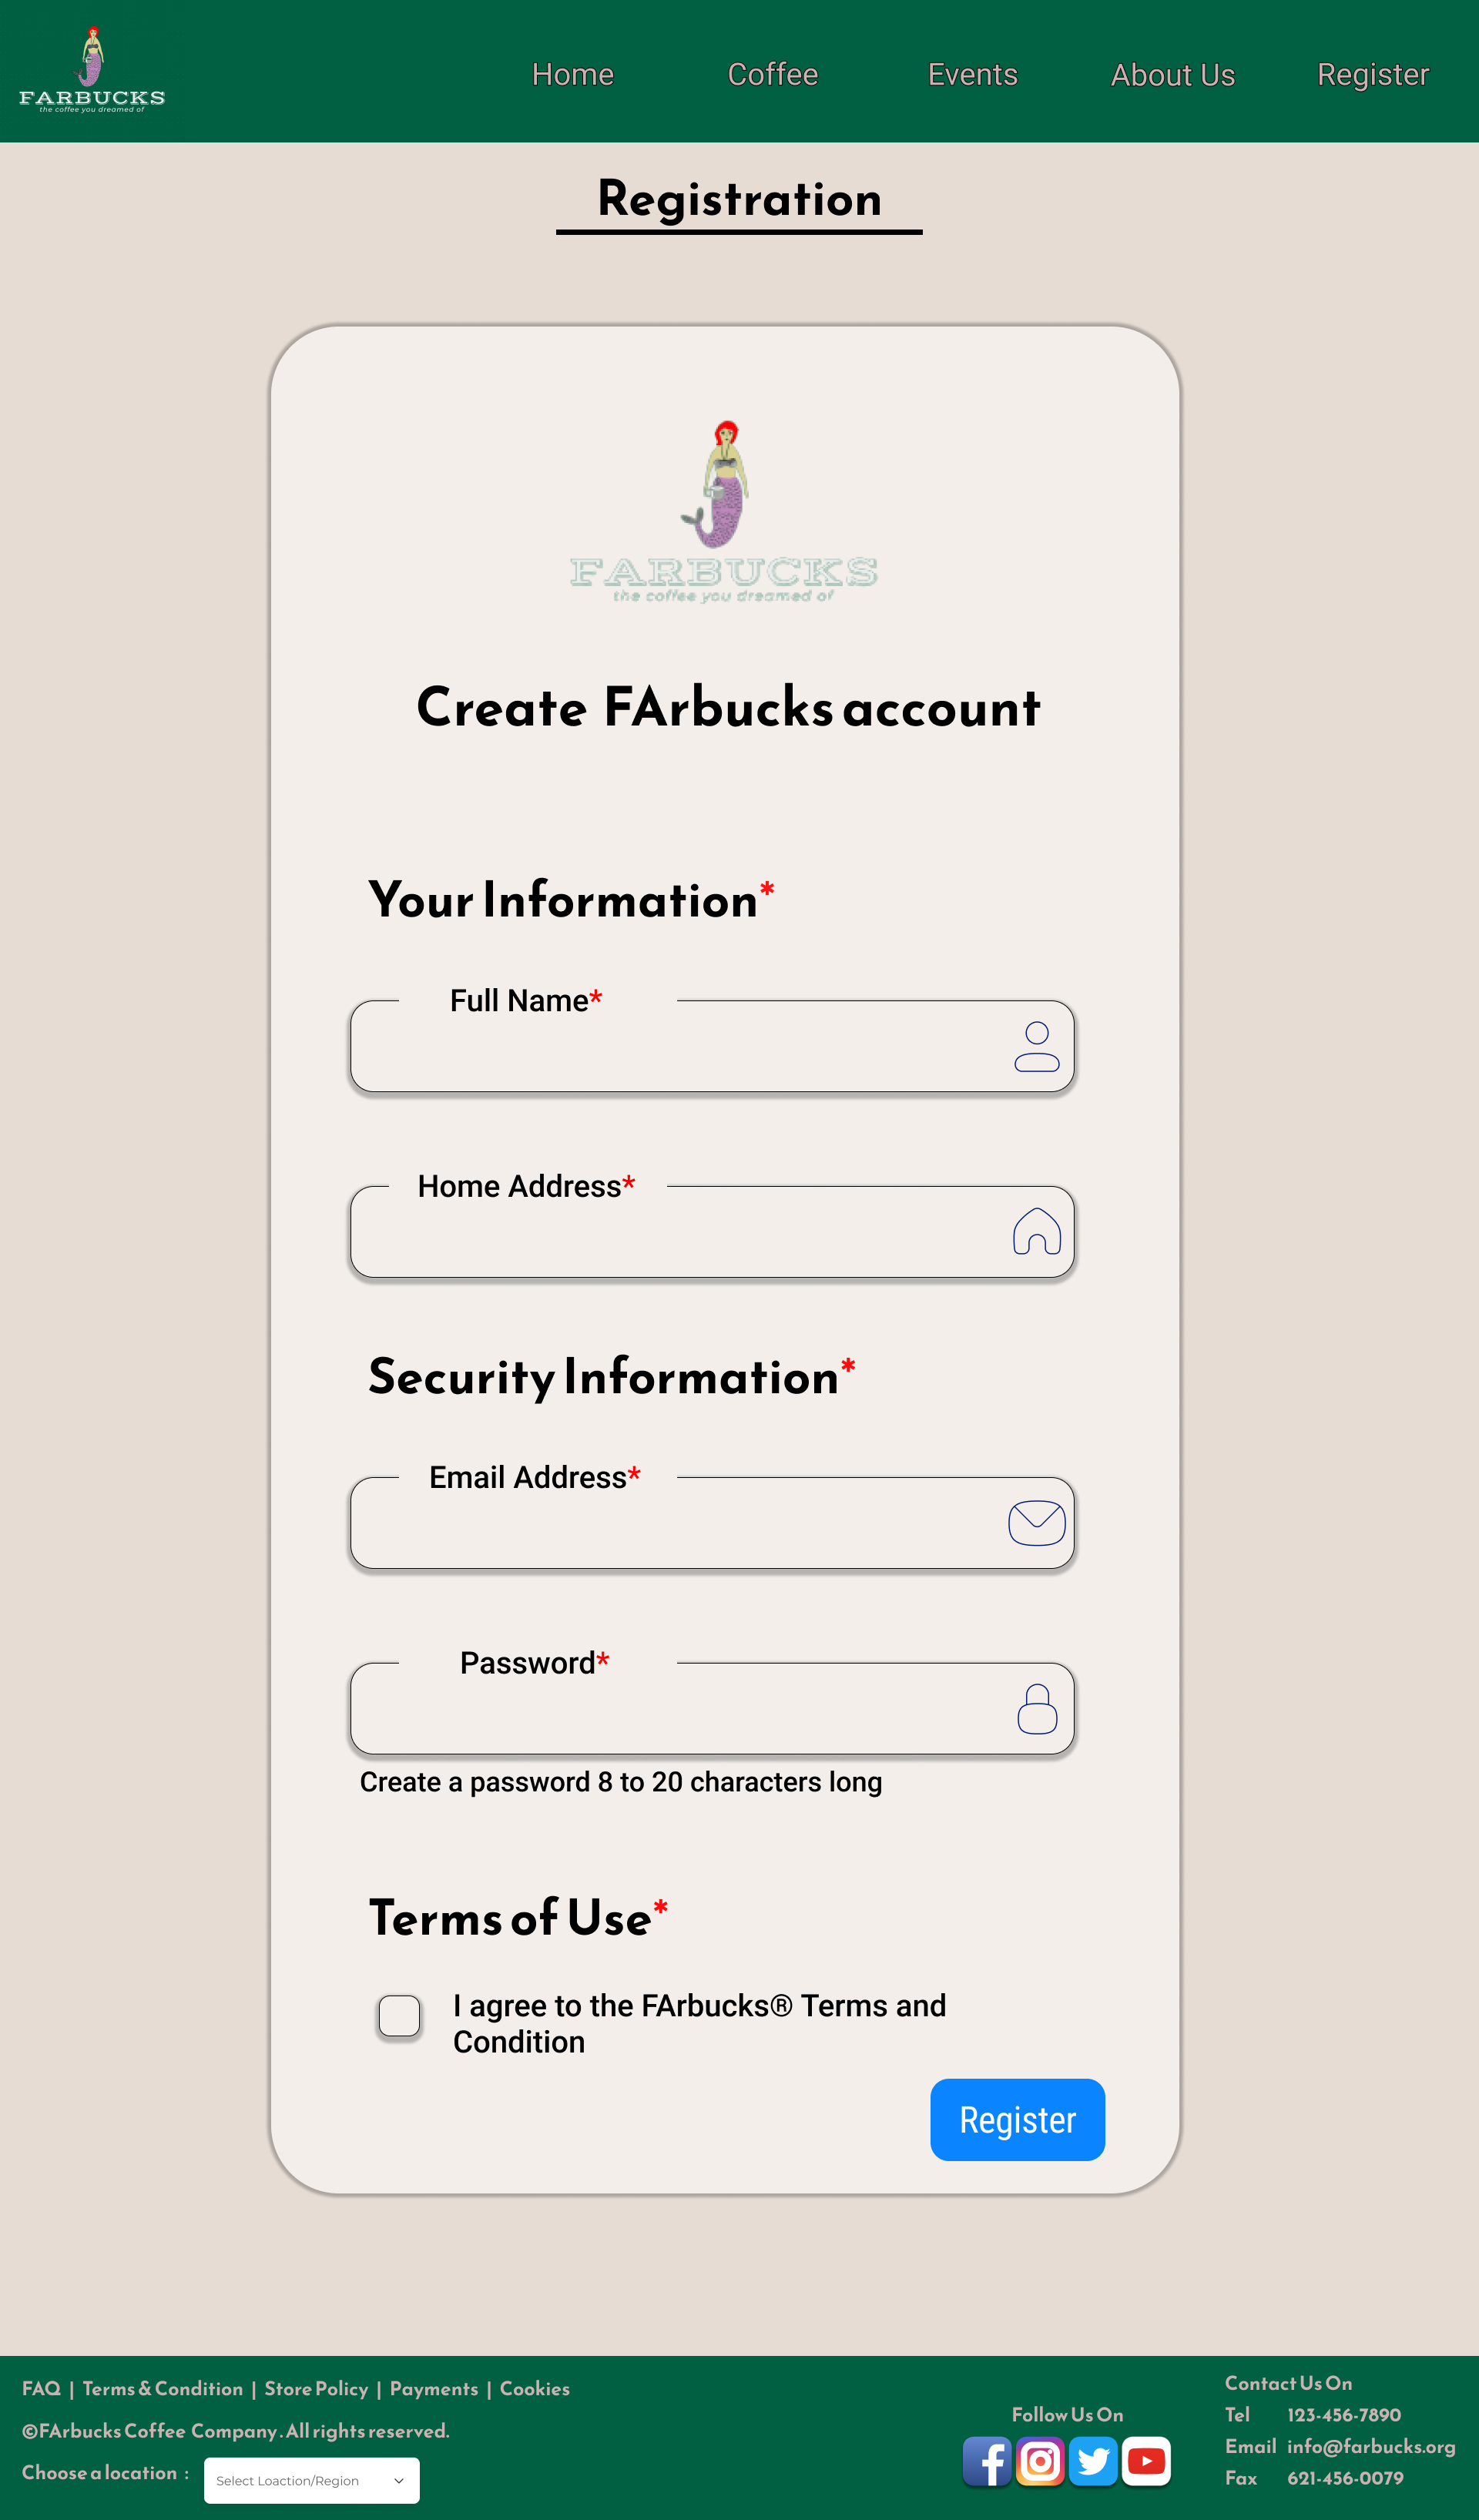 FARBUCKS
the coffee you dreamed of
Home Coffee Events About Us Register
Registration
FARBUCKS
the coffee you dreamed of
Create FArbucks account
Your Information*
Full Name*
Home Address*
Security Information*
Email Address*
Password*
Create a password 8 to 20 characters long
Terms of Use*
I agree to the FArbucks® Terms and
Condition
Register
FAQ | Terms & Condition | Store Policy | Payments | Cookies
©FArbucks Coffee Company . All rights reserved.
Choose a location :
Select Loaction/Region
Follow Us On
Contact Us On
Tel 123-456-7890
Email info@farbucks.org
Fax 621-456-0079